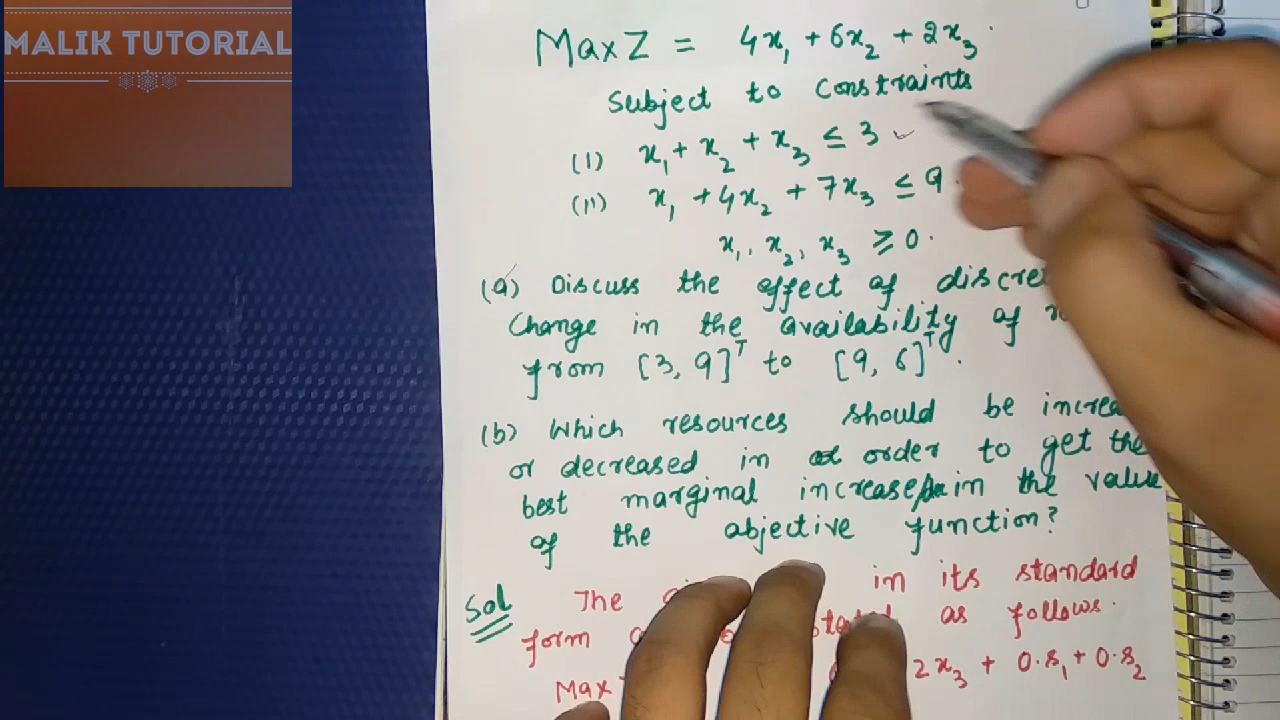 MALIK TUTORIAL
Max Z = 4x₁ + 6x₂ + 2x₃.
Subject to constraints
(I) x₁ + x₂ + x₃ ≤ 3 ✓
(II) x₁ + 4x₂ + 7x₃ ≤ 9.
x₁, x₂, x₃ ≥ 0.
(a) Discuss the effect of
Change in the availability of
from [3, 9]ᵀ to [9, 6]ᵀ.
(b) Which resources should be
or decreased in order to get the
best marginal increase in the value
of the abjective function?
Sol The in its standard
form as follows.
Max 2x₃ + 0.s₁ + 0.s₂